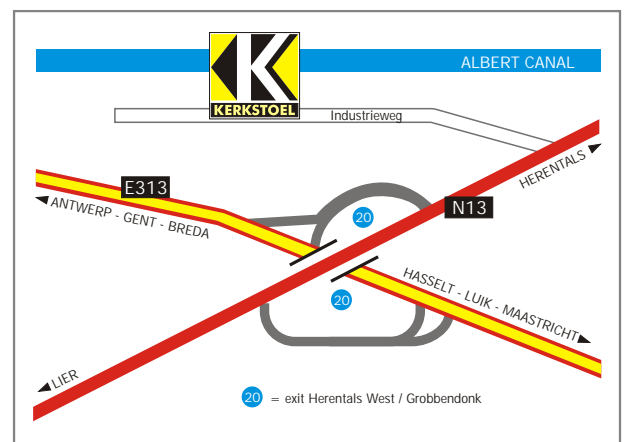 ALBERT CANAL
K
KERKSTOEL
Industrieweg
HERENTALS
E313
N13
ANTWERP - GENT - BREDA
20
HASSELT - LUIK - MAASTRICHT
20
LIER
20 = exit Herentals West / Grobbendonk